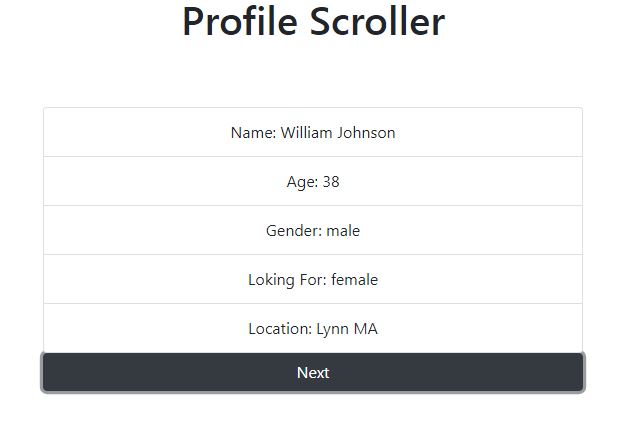 Profile Scroller
Name: William Johnson
Age: 38
Gender: male
Loking For: female
Location: Lynn MA
Next